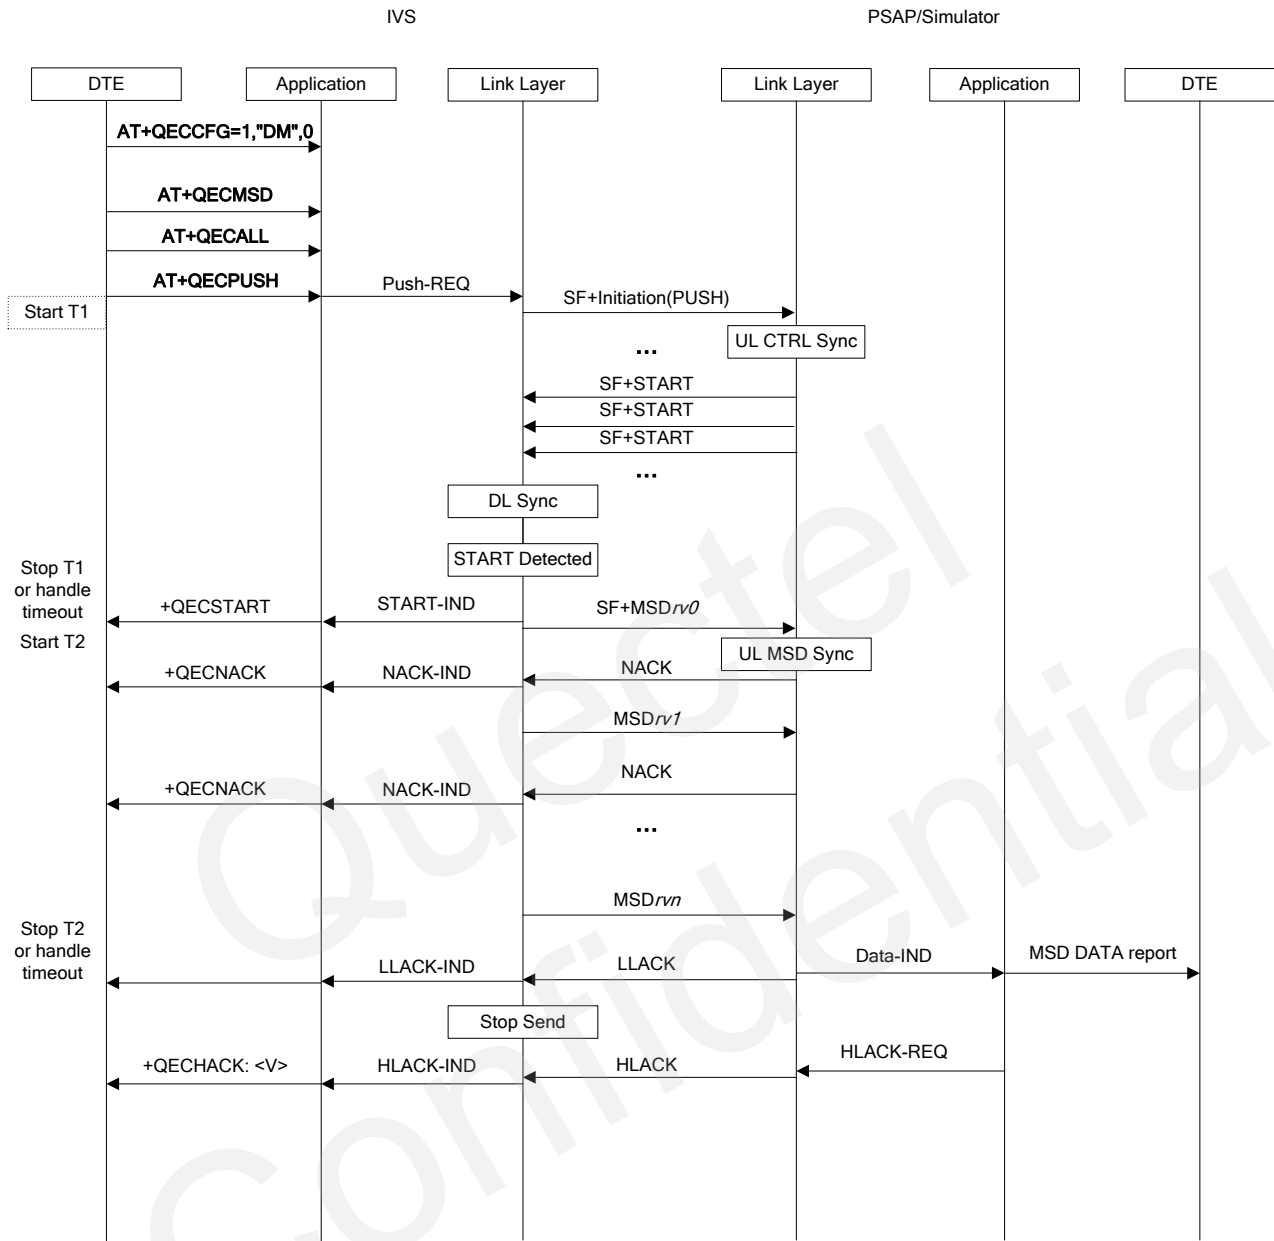 IVS
PSAP/Simulator
DTE
Application
Link Layer
Link Layer
Application
DTE
AT+QECCFG=1,"DM",0
AT+QECMSD
AT+QECALL
AT+QECPUSH
Push-REQ
SF+Initiation(PUSH)
Start T1
UL CTRL Sync
...
SF+START
SF+START
SF+START
...
DL Sync
START Detected
Stop T1
or handle
timeout
+QECSTART
START-IND
SF+MSDrv0
Start T2
UL MSD Sync
+QECNACK
NACK-IND
NACK
MSDrv1
+QECNACK
NACK-IND
NACK
...
MSDrvn
Stop T2
or handle
timeout
LLACK-IND
LLACK
Data-IND
MSD DATA report
Stop Send
+QECHACK: <V>
HLACK-IND
HLACK
HLACK-REQ
Quectel
Confidential